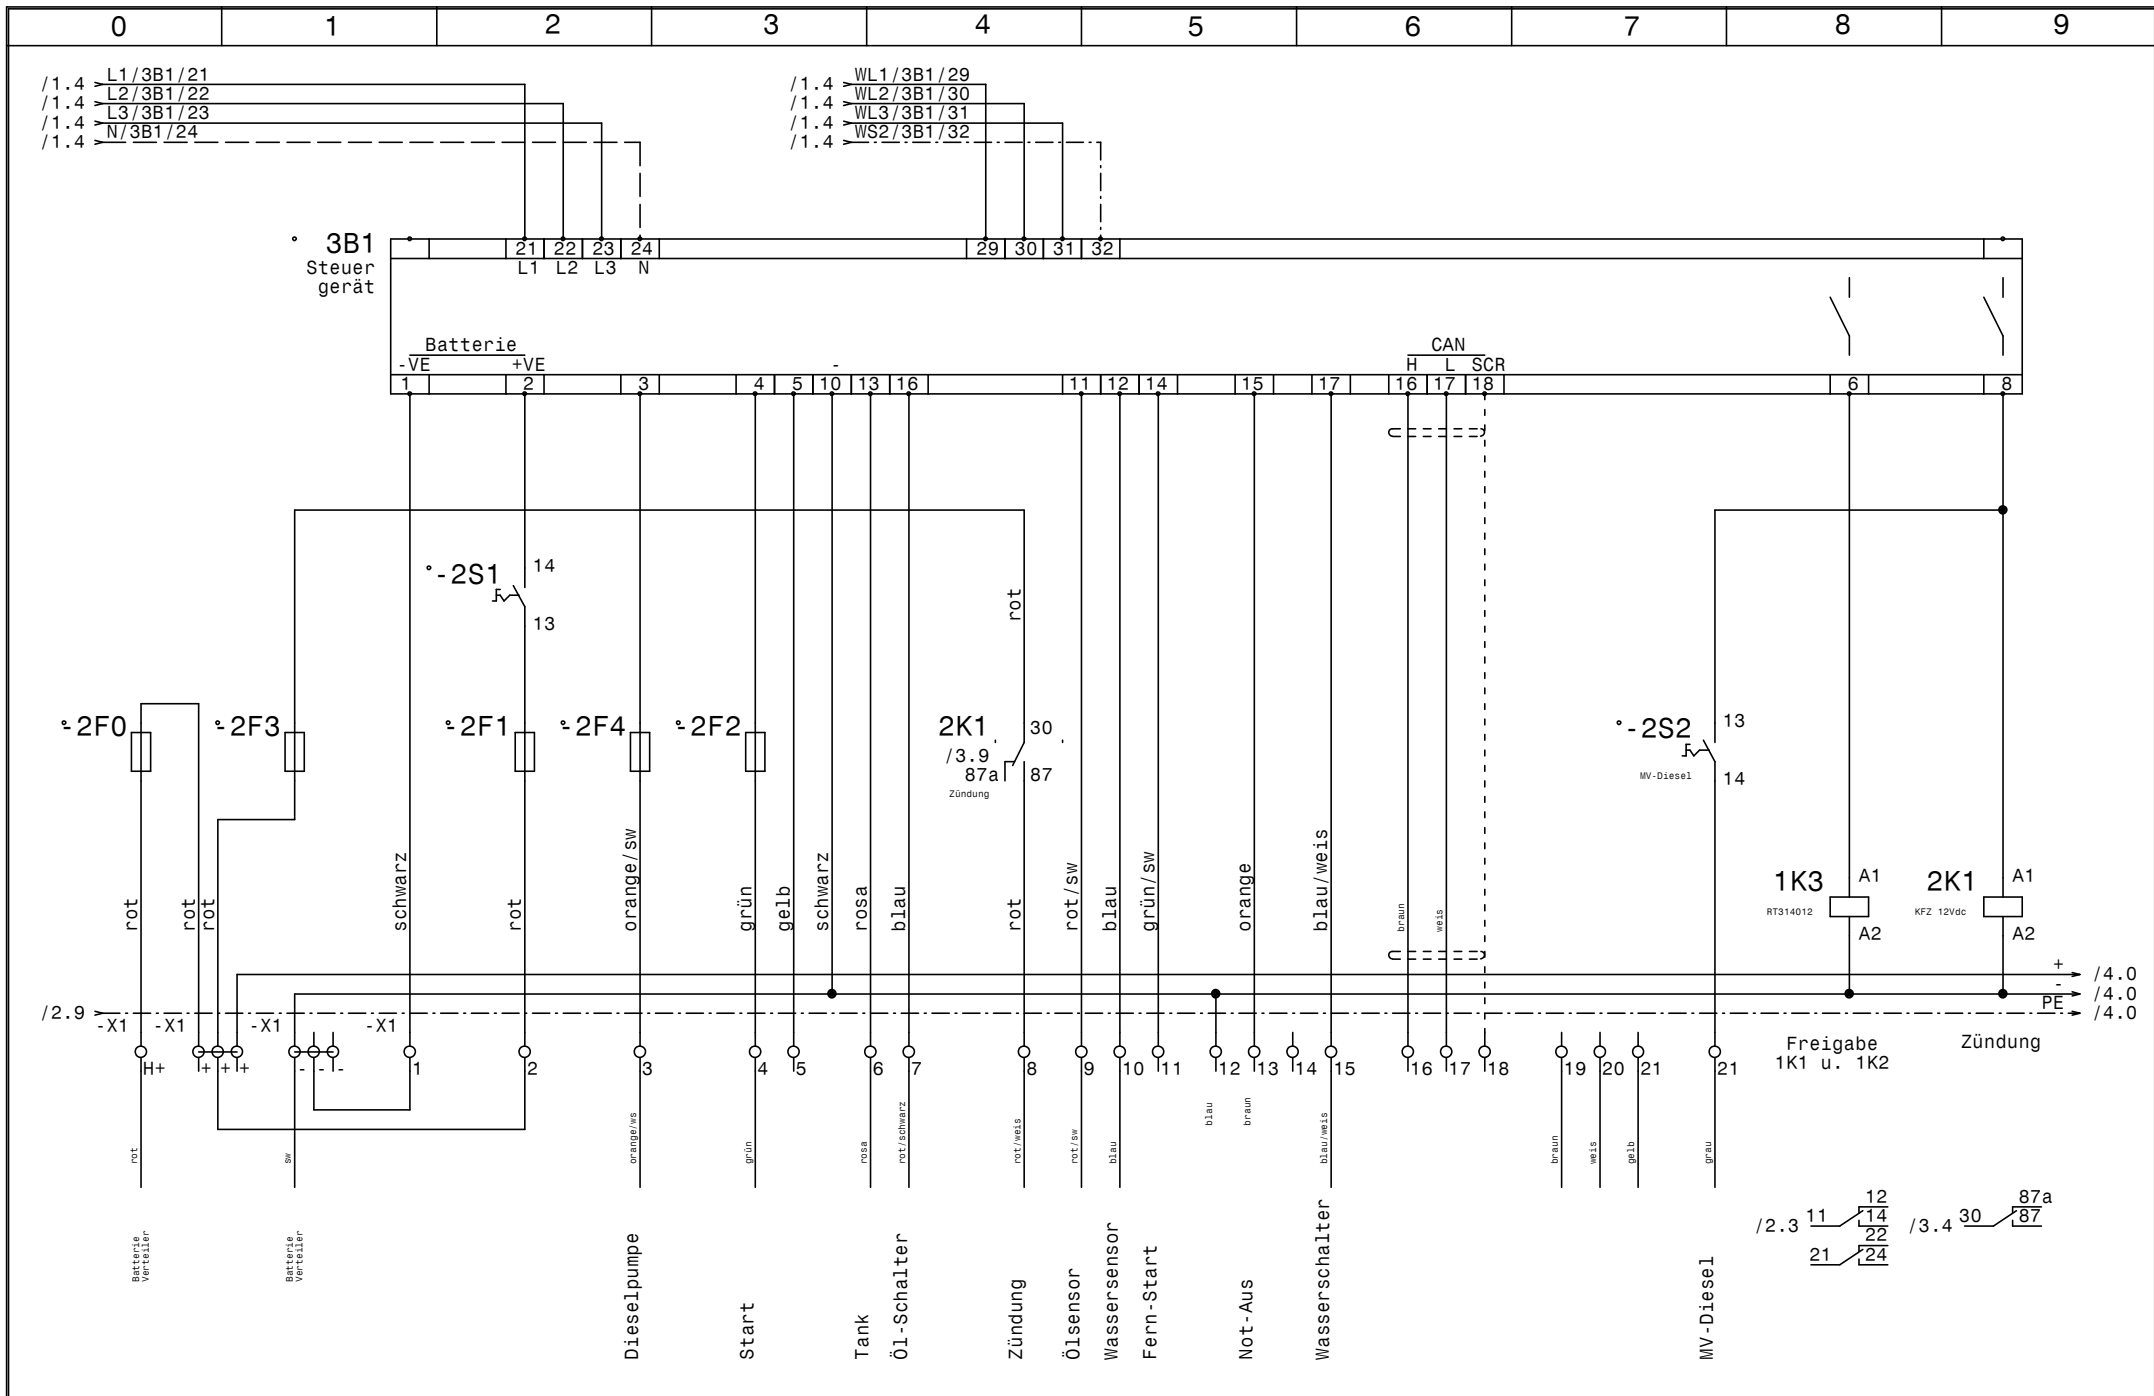 0 1 2 3 4 5 6 7 8 9
/1.4 L1/3B1/21
/1.4 L2/3B1/22
/1.4 L3/3B1/23
/1.4 N/3B1/24
/1.4 WL1/3B1/29
/1.4 WL2/3B1/30
/1.4 WL3/3B1/31
/1.4 WS2/3B1/32
3B1
Steuer
gerät
21 22 23 24 29 30 31 32
L1 L2 L3 N
Batterie
-VE +VE -
CAN
H L SCR
1 2 3 4 5 10 13 16 11 12 14 15 17 16 17 18 6 8
-2S1
14
13
rot
-2F0
-2F3
-2F1
-2F4
-2F2
2K1
/3.9
87a
30
87
Zündung
-2S2
MV-Diesel
13
14
rot
rot
rot
schwarz
rot
orange/sw
grün
gelb
schwarz
rosa
blau
rot
rot/sw
blau
grün/sw
orange
blau/weis
braun
weis
1K3
RT314012
A1
A2
2K1
KFZ 12Vdc
A1
A2
+ /4.0
- /4.0
PE /4.0
/2.9
-X1 -X1 -X1 -X1
H+ + + + - - - 1 2 3 4 5 6 7 8 9 10 11 12 13 14 15 16 17 18 19 20 21 21
Freigabe
1K1 u. 1K2
Zündung
rot
sw
orange/ws
grün
rosa
rot/schwarz
rot/weis
rot/sw
blau
blau
braun
blau/weis
braun
weis
gelb
grau
Batterie
Verteiler
Batterie
Verteiler
Dieselpumpe
Start
Tank
Öl-Schalter
Zündung
Ölsensor
Wassersensor
Fern-Start
Not-Aus
Wasserschalter
MV-Diesel
/2.3 11 12
14
21 22
24
/3.4 30 87a
87